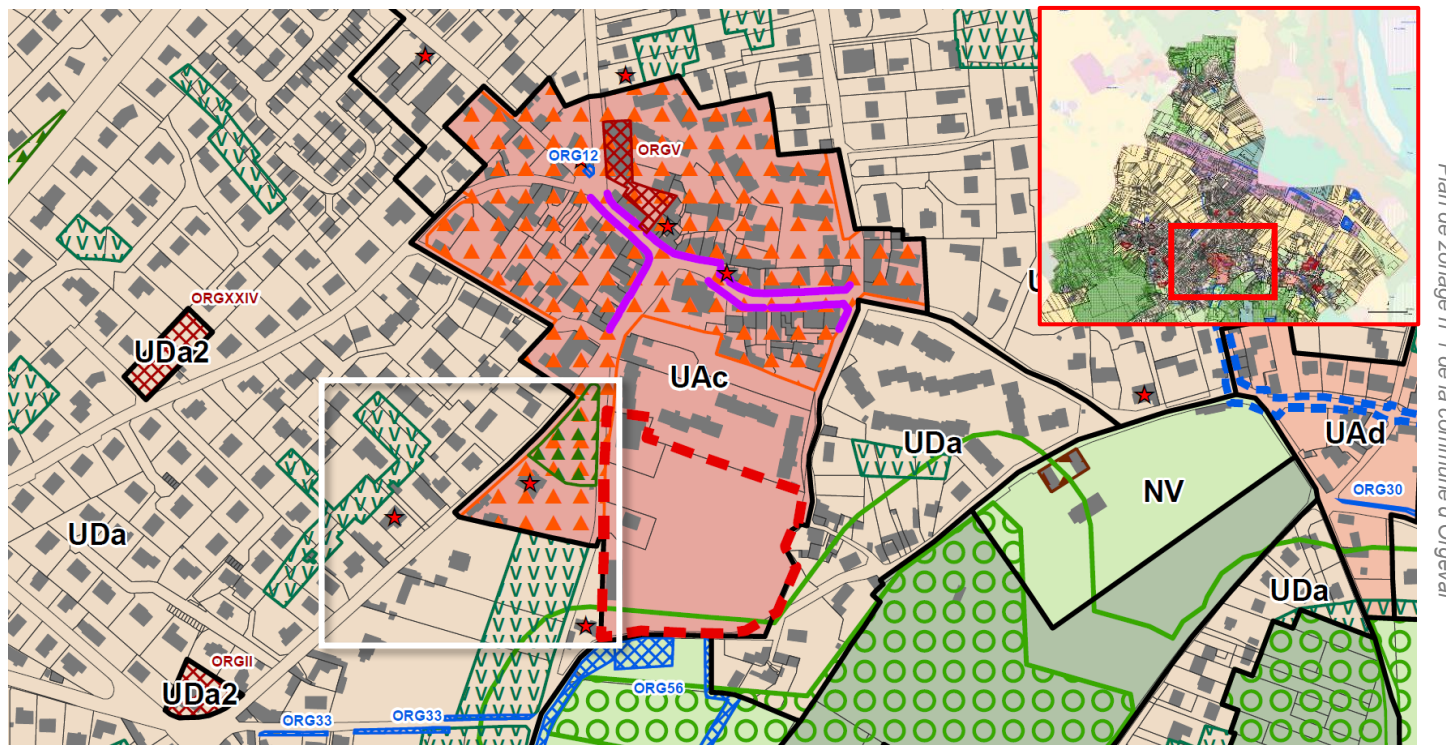 ORG12
ORGV
ORGXXIV
UDa2
UAc
UDa
UAd
NV
ORG30
UDa
UDa
ORGII
UDa2
ORG56
ORG33
ORG33
Plan de zonage n°1 de la commune d'Orgeval